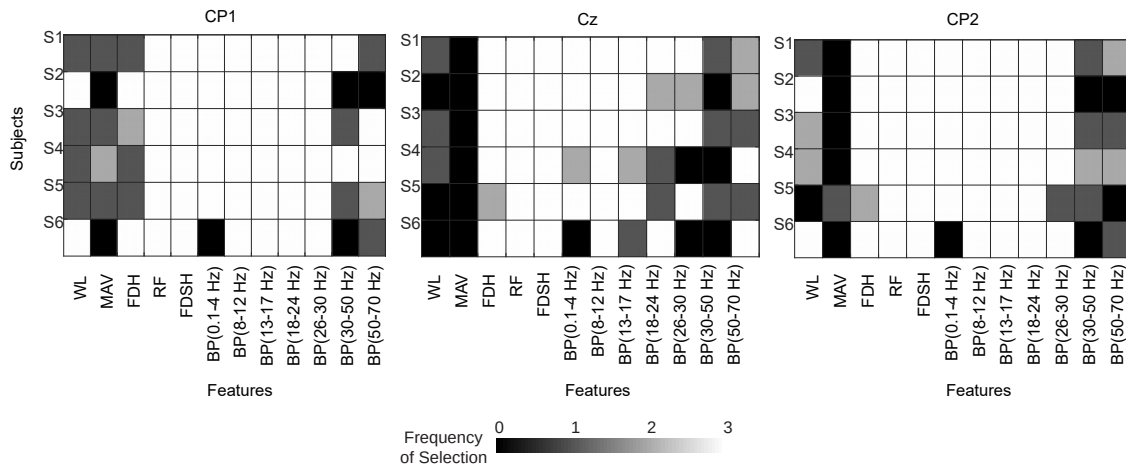 CP1
Cz
CP2
Subjects
S1
S2
S3
S4
S5
S6
S1
S2
S3
S4
S5
S6
S1
S2
S3
S4
S5
S6
WL
MAV
FDH
RF
FDSH
BP(0.1-4 Hz)
BP(8-12 Hz)
BP(13-17 Hz)
BP(18-24 Hz)
BP(26-30 Hz)
BP(30-50 Hz)
BP(50-70 Hz)
WL
MAV
FDH
RF
FDSH
BP(0.1-4 Hz)
BP(8-12 Hz)
BP(13-17 Hz)
BP(18-24 Hz)
BP(26-30 Hz)
BP(30-50 Hz)
BP(50-70 Hz)
WL
MAV
FDH
RF
FDSH
BP(0.1-4 Hz)
BP(8-12 Hz)
BP(13-17 Hz)
BP(18-24 Hz)
BP(26-30 Hz)
BP(30-50 Hz)
BP(50-70 Hz)
Features
Features
Features
Frequency
of Selection
0 1 2 3